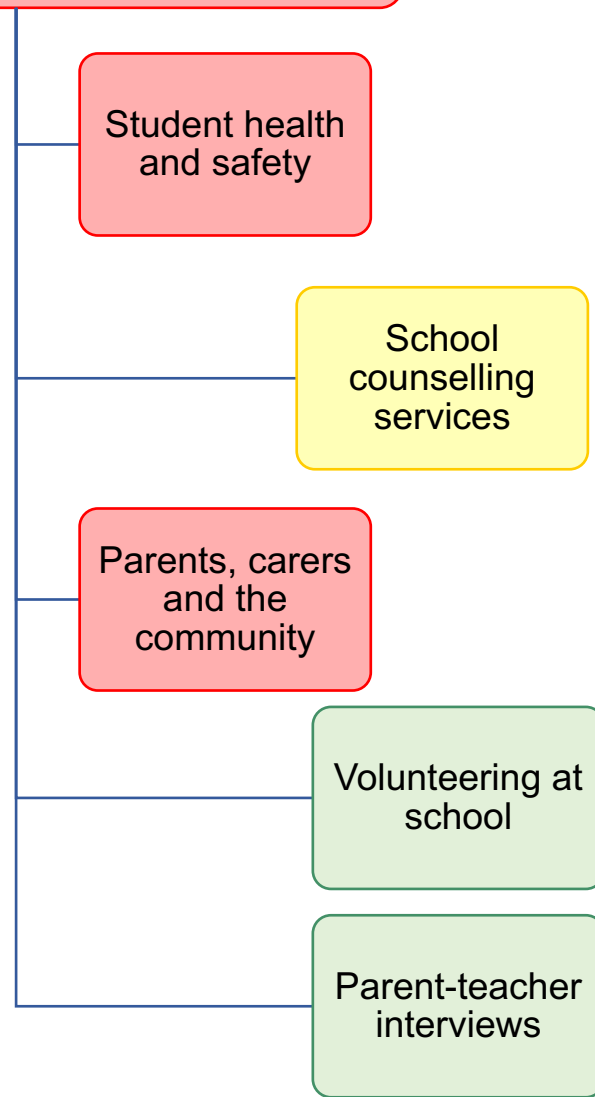 Student health
and safety
School
counselling
services
Parents, carers
and the
community
Volunteering at
school
Parent-teacher
interviews